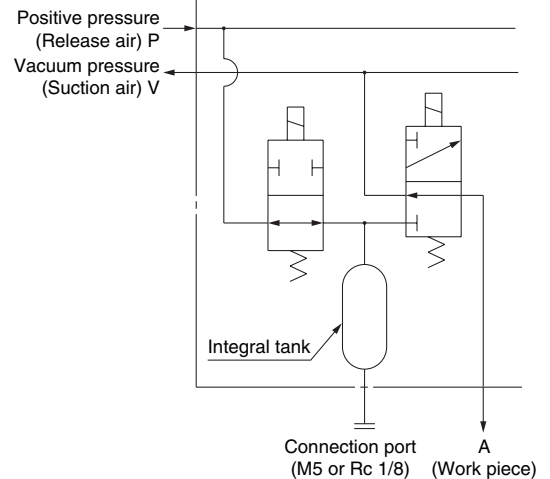 Positive pressure
(Release air) P
Vacuum pressure
(Suction air) V
Integral tank
Connection port
(M5 or Rc 1/8)
A
(Work piece)